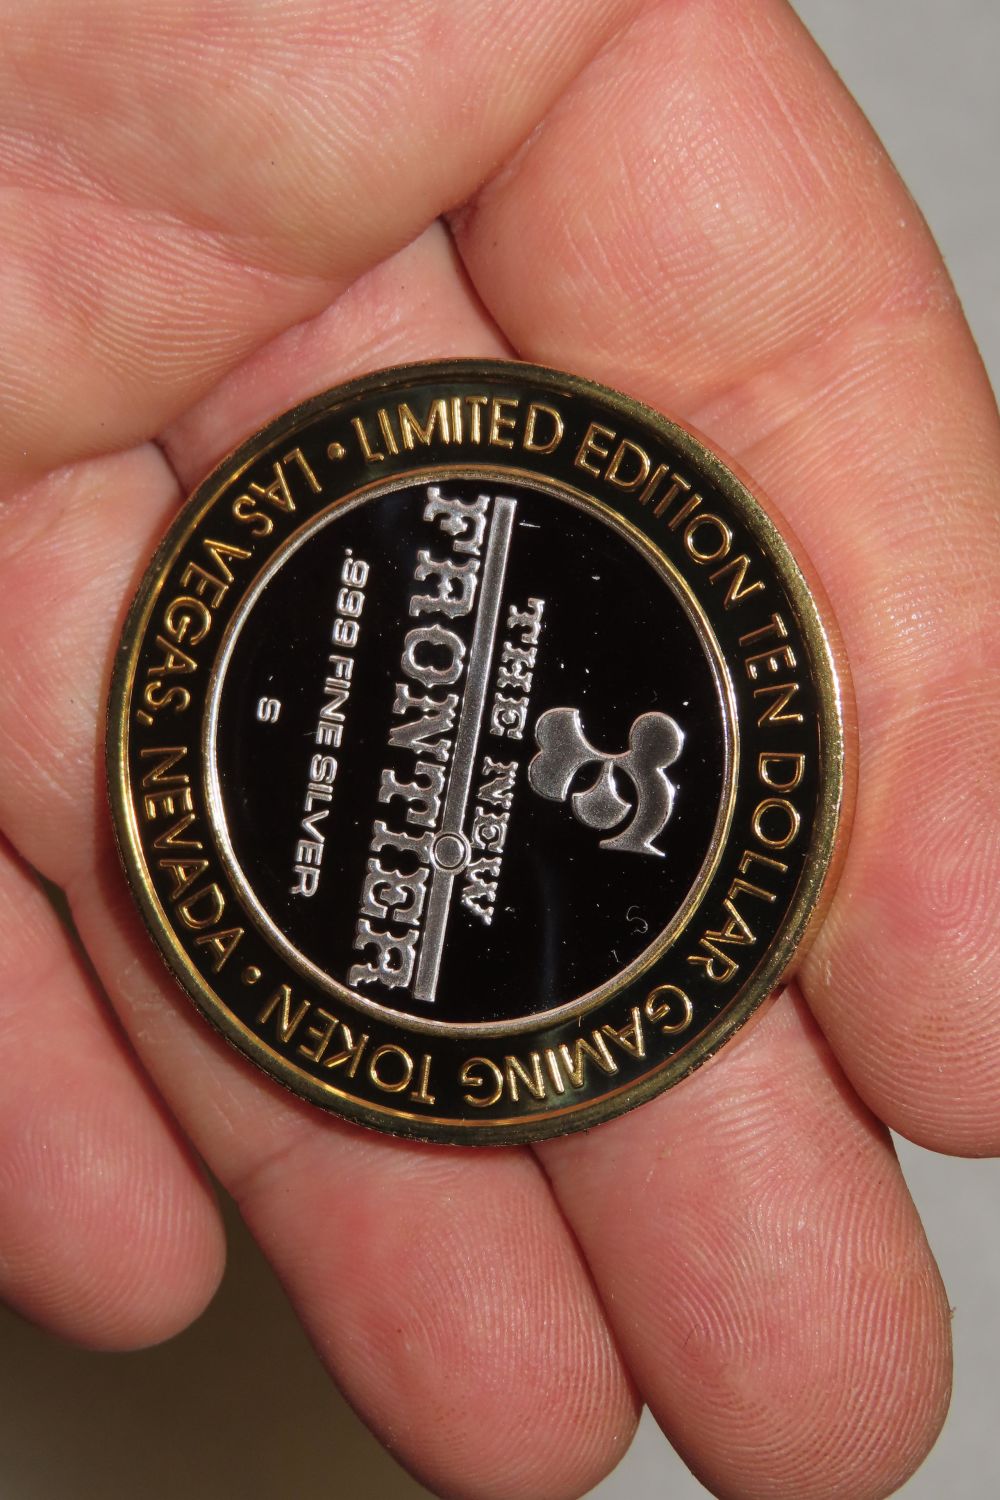 LIMITED EDITION TEN DOLLAR GAMING TOKEN •
LAS VEGAS, NEVADA •
THE NEW
FRONTIER
.999 FINE SILVER
S